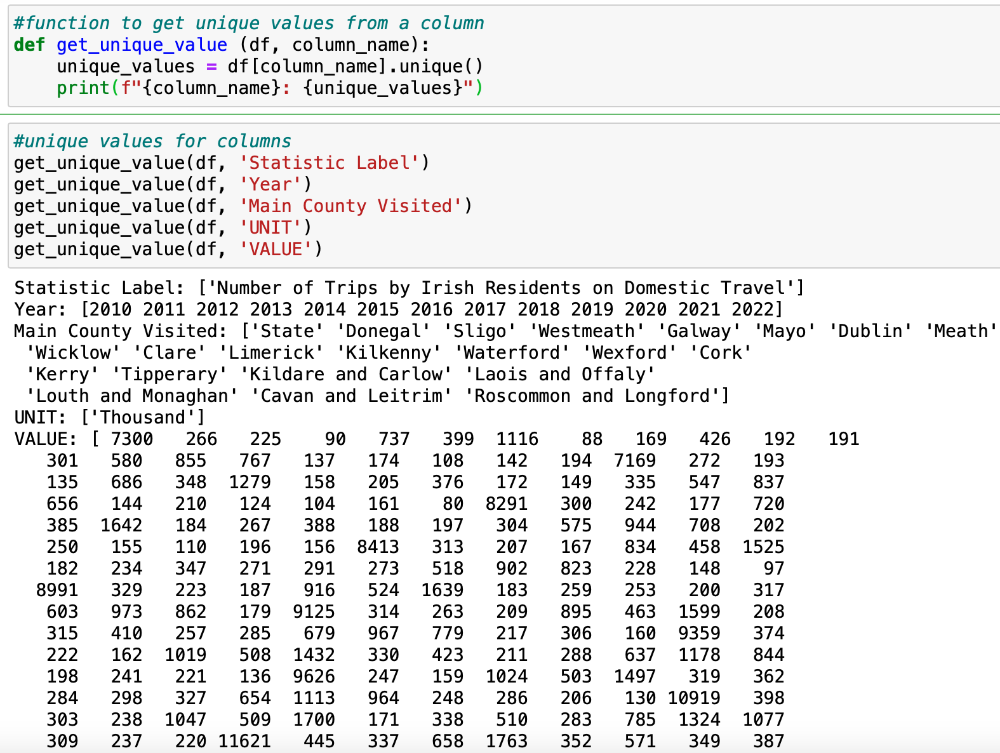 #function to get unique values from a column
def get_unique_value (df, column_name):
    unique_values = df[column_name].unique()
    print(f"{column_name}: {unique_values}")
#unique values for columns
get_unique_value(df, 'Statistic Label')
get_unique_value(df, 'Year')
get_unique_value(df, 'Main County Visited')
get_unique_value(df, 'UNIT')
get_unique_value(df, 'VALUE')
Statistic Label: ['Number of Trips by Irish Residents on Domestic Travel']
Year: [2010 2011 2012 2013 2014 2015 2016 2017 2018 2019 2020 2021 2022]
Main County Visited: ['State' 'Donegal' 'Sligo' 'Westmeath' 'Galway' 'Mayo' 'Dublin' 'Meath'
 'Wicklow' 'Clare' 'Limerick' 'Kilkenny' 'Waterford' 'Wexford' 'Cork'
 'Kerry' 'Tipperary' 'Kildare and Carlow' 'Laois and Offaly'
 'Louth and Monaghan' 'Cavan and Leitrim' 'Roscommon and Longford']
UNIT: ['Thousand']
VALUE: [ 7300   266   225    90   737   399  1116    88   169   426   192   191
   301   580   855   767   137   174   108   142   194  7169   272   193
   135   686   348  1279   158   205   376   172   149   335   547   837
   656   144   210   124   104   161    80  8291   300   242   177   720
   385  1642   184   267   388   188   197   304   575   944   708   202
   250   155   110   196   156  8413   313   207   167   834   458  1525
   182   234   347   271   291   273   518   902   823   228   148    97
  8991   329   223   187   916   524  1639   183   259   253   200   317
   603   973   862   179  9125   314   263   209   895   463  1599   208
   315   410   257   285   679   967   779   217   306   160  9359   374
   222   162  1019   508  1432   330   423   211   288   637  1178   844
   198   241   221   136  9626   247   159  1024   503  1497   319   362
   284   298   327   654  1113   964   248   286   206   130 10919   398
   303   238  1047   509  1700   171   338   510   283   785  1324  1077
   309   237   220 11621   445   337   658  1763   352   571   349   387